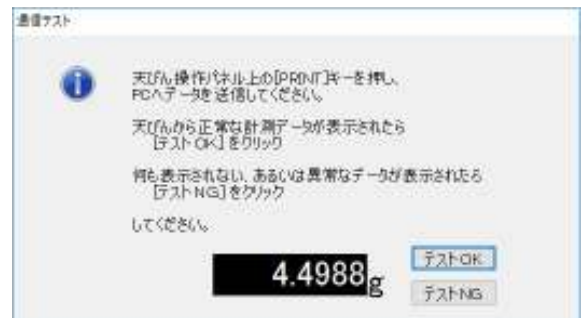 通信テスト
天びん操作パネル上の[PRINT]キーを押し、
PCへデータを送信してください。
天びんから正常な計測データが表示されたら
[テストOK]をクリック
何も表示されない、あるいは異常なデータが表示されたら
[テストNG]をクリック
してください。
4.4988g
テストOK
テストNG